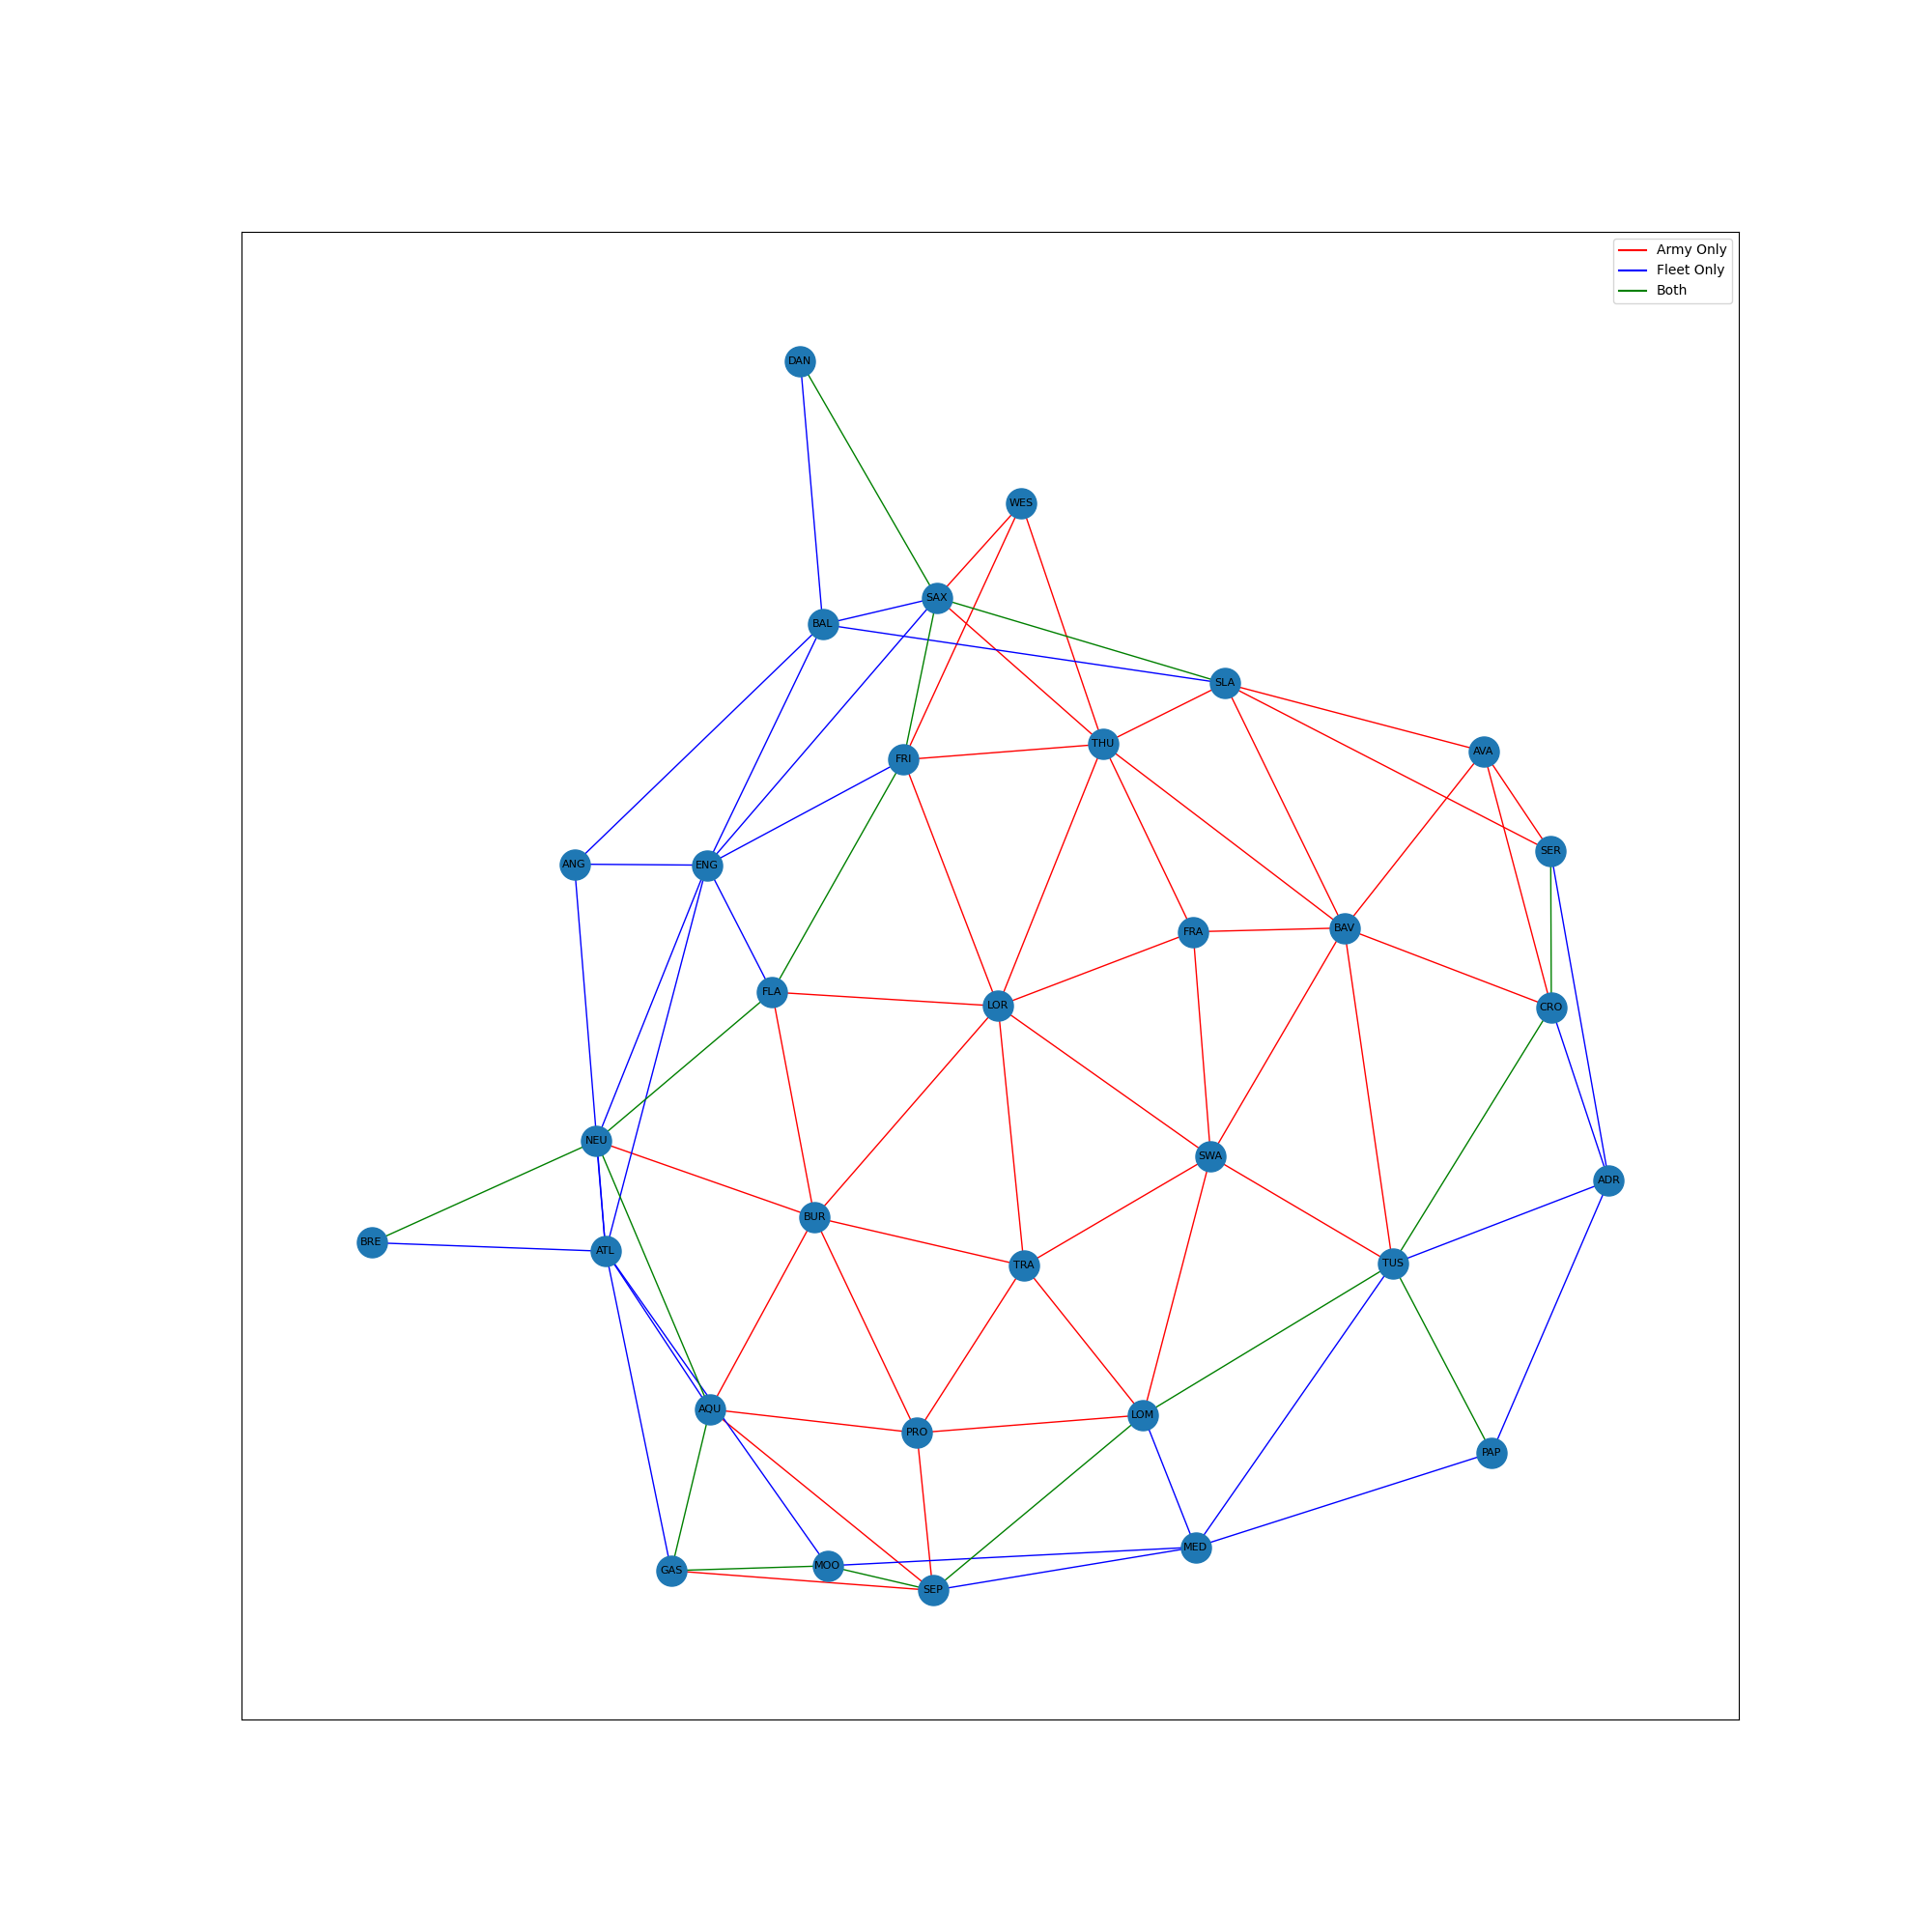 Army Only
Fleet Only
Both
DAN
WES
SAX
BAL
SLA
THU
AVA
FRI
SER
ANG
ENG
BAV
FRA
FLA
LOR
CRO
NEU
SWA
ADR
BUR
BRE
ATL
TUS
TRA
AQU
LOM
PRO
PAP
MED
MOO
GAS
SEP